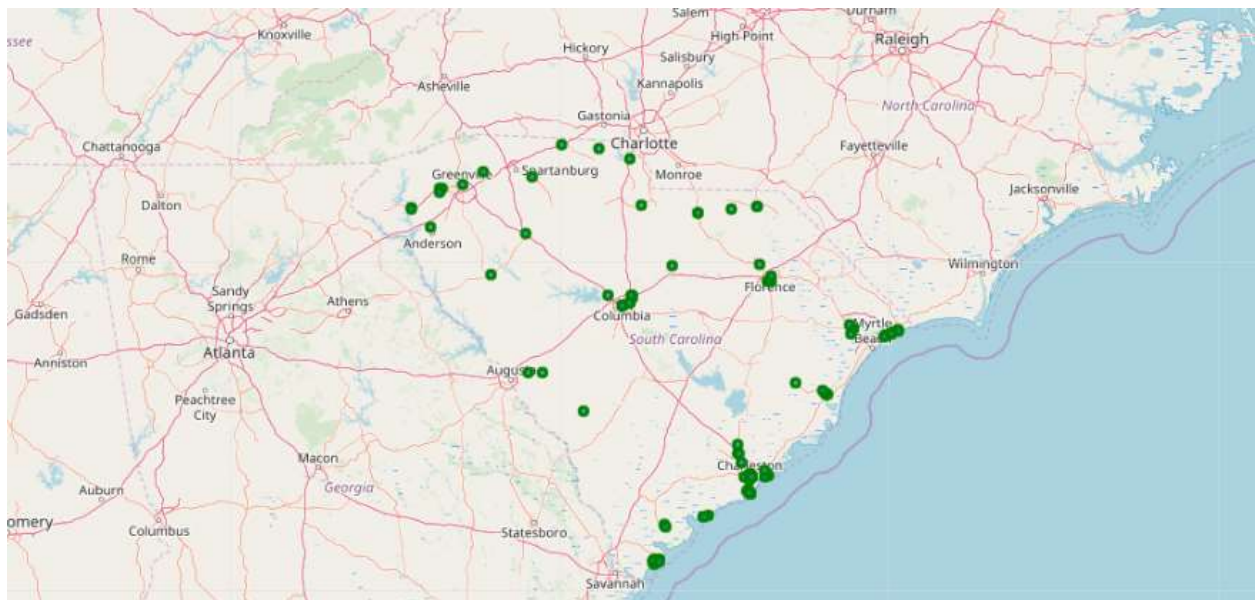 Knoxville
ssee
Salem
High Point
Durham
Raleigh
Hickory
Salisbury
Kannapolis
Asheville
North Carolina
Gastonia
Charlotte
Fayetteville
Chattanooga
Greenville
Spartanburg
Monroe
Jacksonville
Dalton
Anderson
Rome
Wilmington
Sandy
Springs
Athens
Florence
Gadsden
Columbia
Myrtle
Beach
South Carolina
Atlanta
Anniston
Augusta
Peachtree
City
Macon
Charleston
Georgia
Auburn
omery
Columbus
Statesboro
Savannah